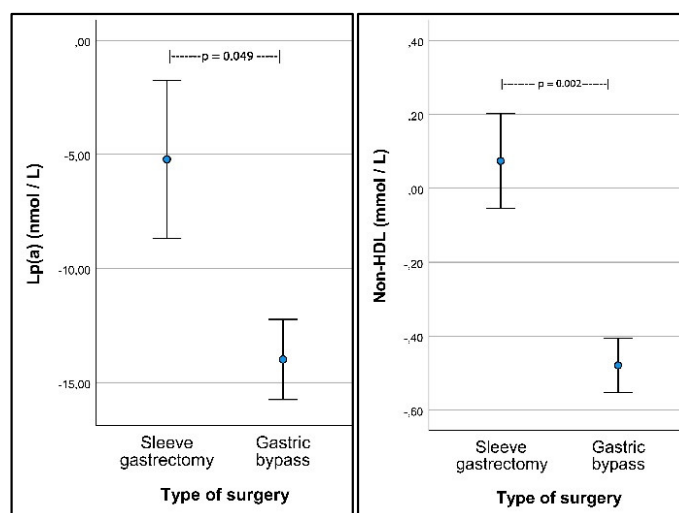 ,00
-5,00
-10,00
-15,00
Lp(a) (nmol / L)
p = 0.049
Sleeve
gastrectomy
Gastric
bypass
Type of surgery
,40
,20
,00
-,20
-,40
-,60
Non-HDL (mmol / L)
p = 0.002
Sleeve
gastrectomy
Gastric
bypass
Type of surgery